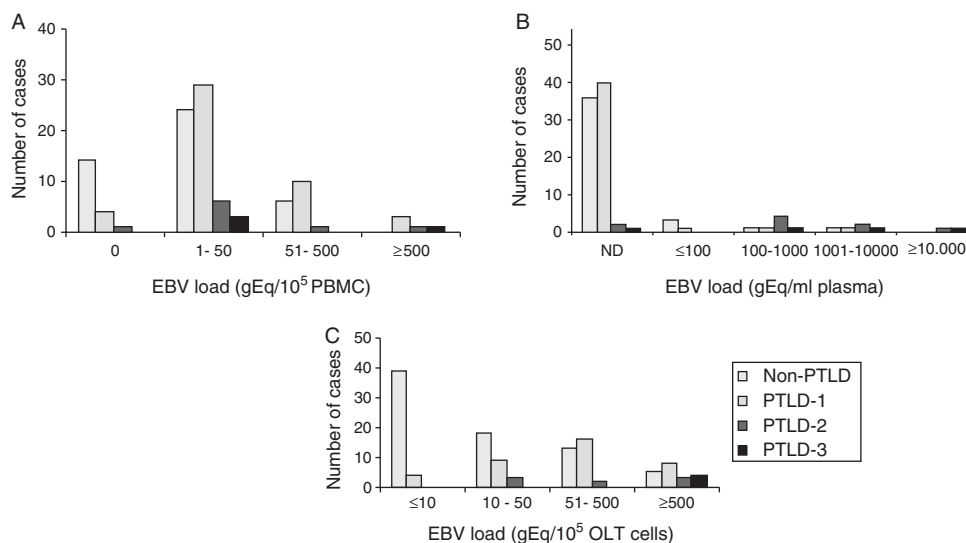 A
Number of cases
40
30
20
10
0
0 1- 50 51- 500 ≥500
EBV load (gEq/10⁵ PBMC)
B
Number of cases
50
40
30
20
10
0
ND ≤100 100-1000 1001-10000 ≥10.000
EBV load (gEq/ml plasma)
C
Number of cases
50
40
30
20
10
0
≤10 10 - 50 51- 500 ≥500
EBV load (gEq/10⁵ OLT cells)
Non-PTLD
PTLD-1
PTLD-2
PTLD-3